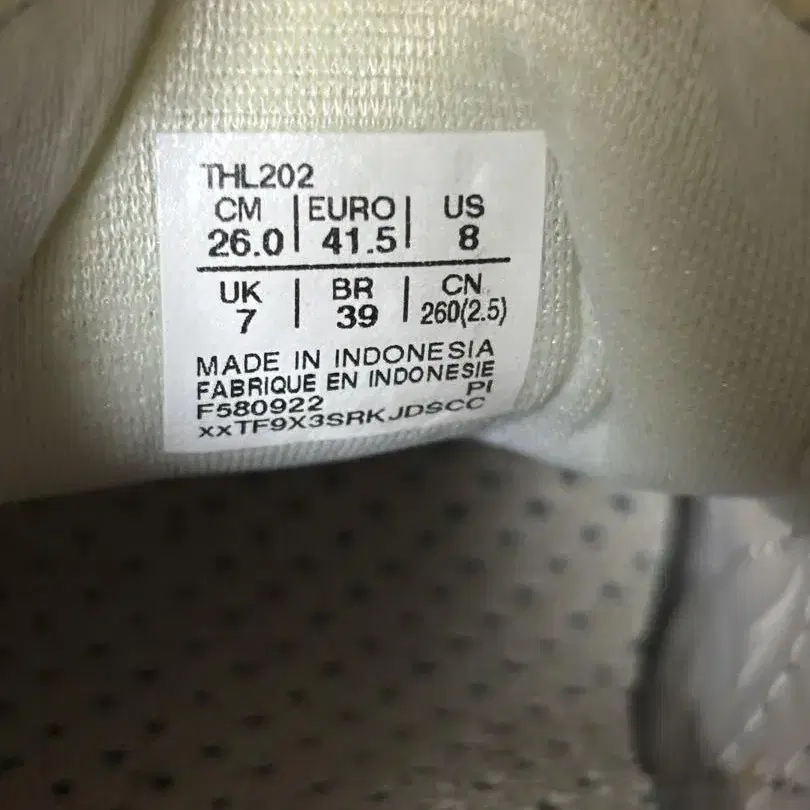 THL202
CM | EURO | US
26.0 | 41.5 | 8
UK | BR | CN
7 | 39 | 260(2.5)
MADE IN INDONESIA
FABRIQUE EN INDONESIE
F580922 PI
xxTF9X3SRKJDSCC